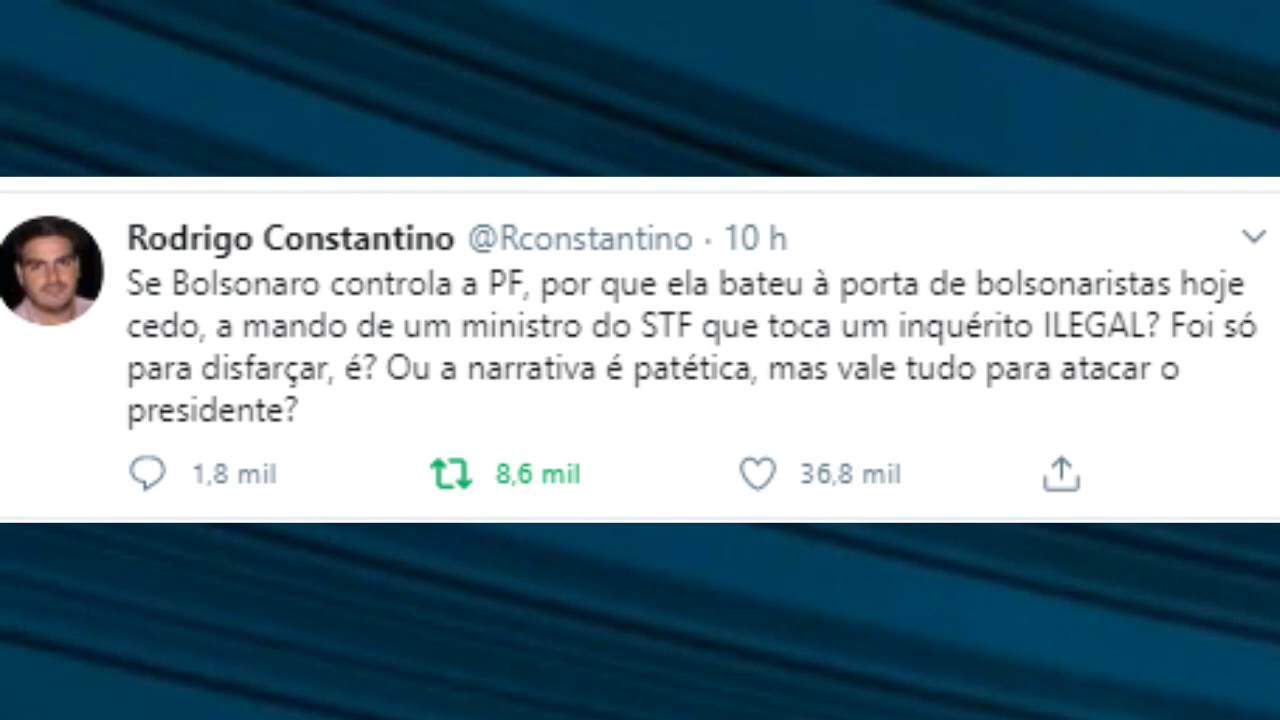 Rodrigo Constantino @Rconstantino · 10 h
Se Bolsonaro controla a PF, por que ela bateu à porta de bolsonaristas hoje
cedo, a mando de um ministro do STF que toca um inquérito ILEGAL? Foi só
para disfarçar, é? Ou a narrativa é patética, mas vale tudo para atacar o
presidente?
1,8 mil 8,6 mil 36,8 mil